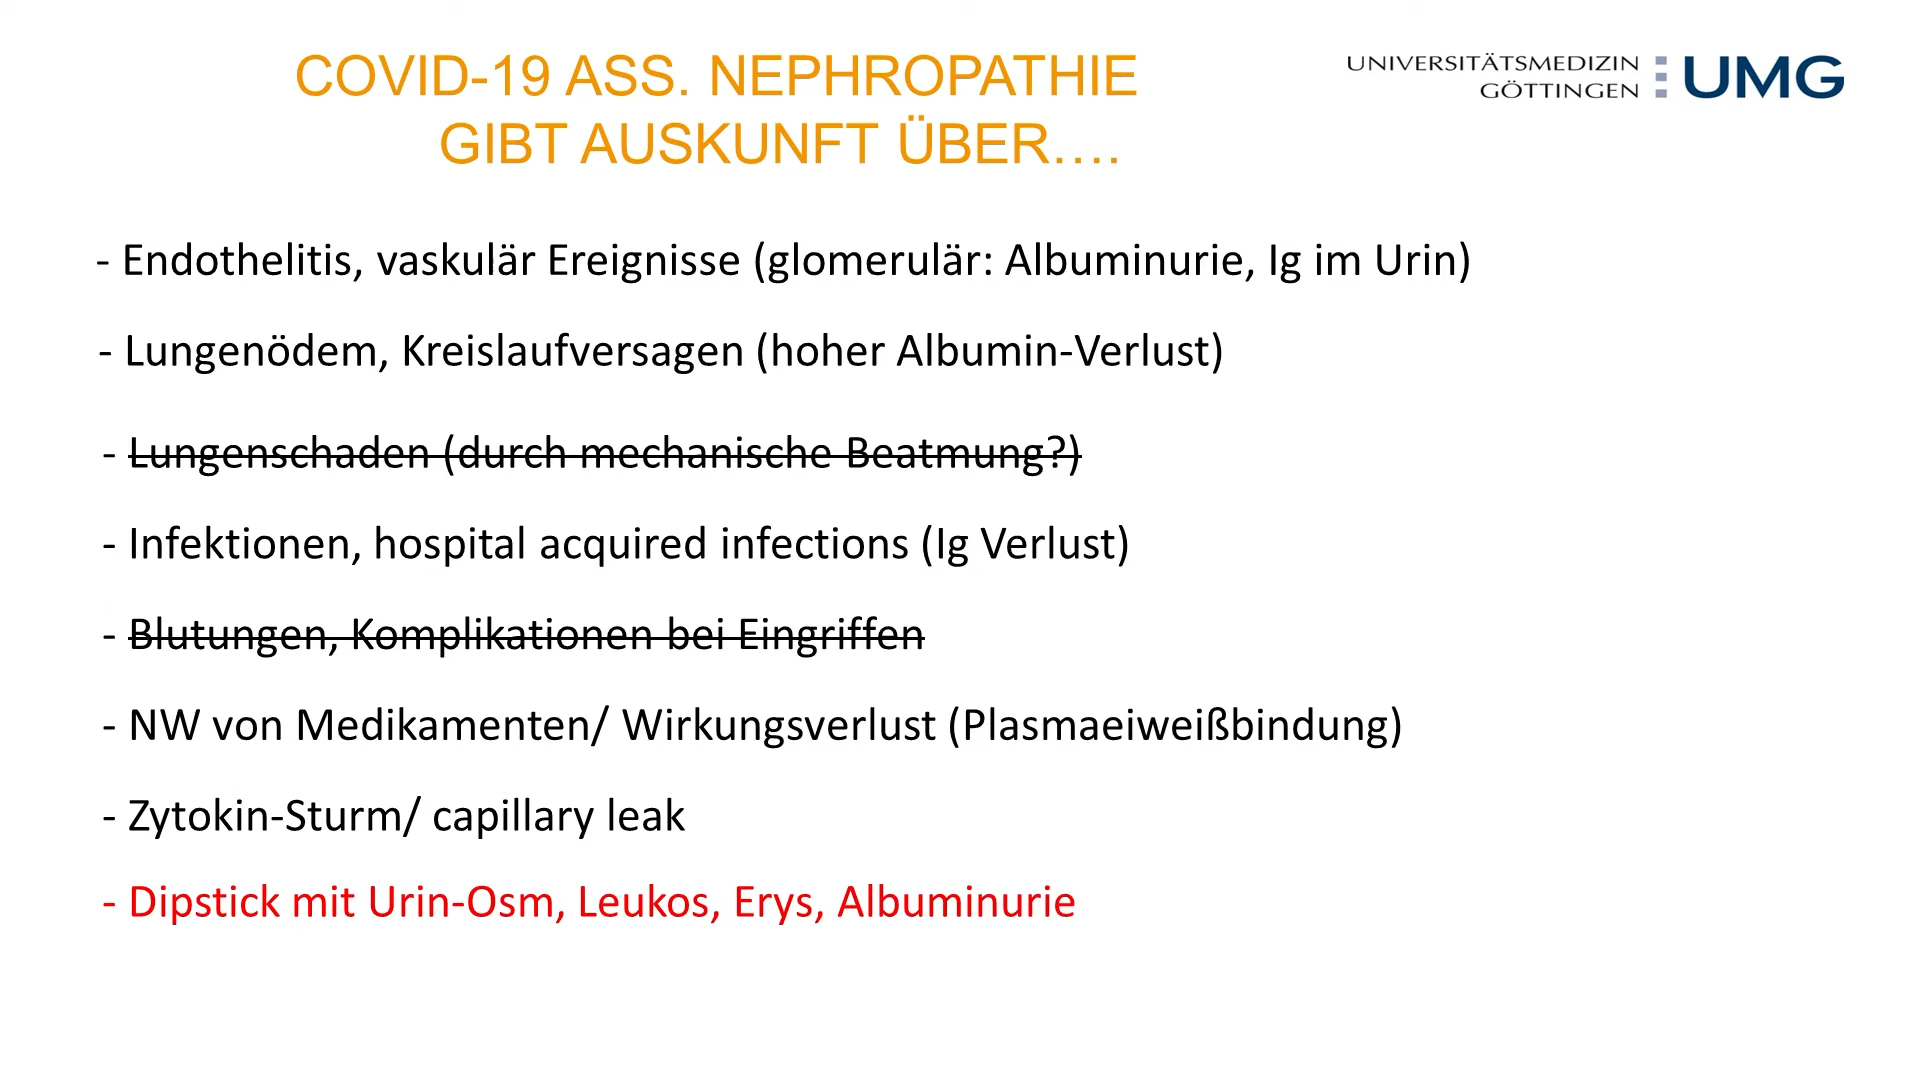 COVID-19 ASS. NEPHROPATHIE
GIBT AUSKUNFT ÜBER....
UNIVERSITÄTSMEDIZIN
GÖTTINGEN
UMG
- Endothelitis, vaskulär Ereignisse (glomerulär: Albuminurie, Ig im Urin)
- Lungenödem, Kreislaufversagen (hoher Albumin-Verlust)
- Lungenschaden (durch mechanische Beatmung?)
- Infektionen, hospital acquired infections (Ig Verlust)
- Blutungen, Komplikationen bei Eingriffen
- NW von Medikamenten/ Wirkungsverlust (Plasmaeiweißbindung)
- Zytokin-Sturm/ capillary leak
- Dipstick mit Urin-Osm, Leukos, Erys, Albuminurie